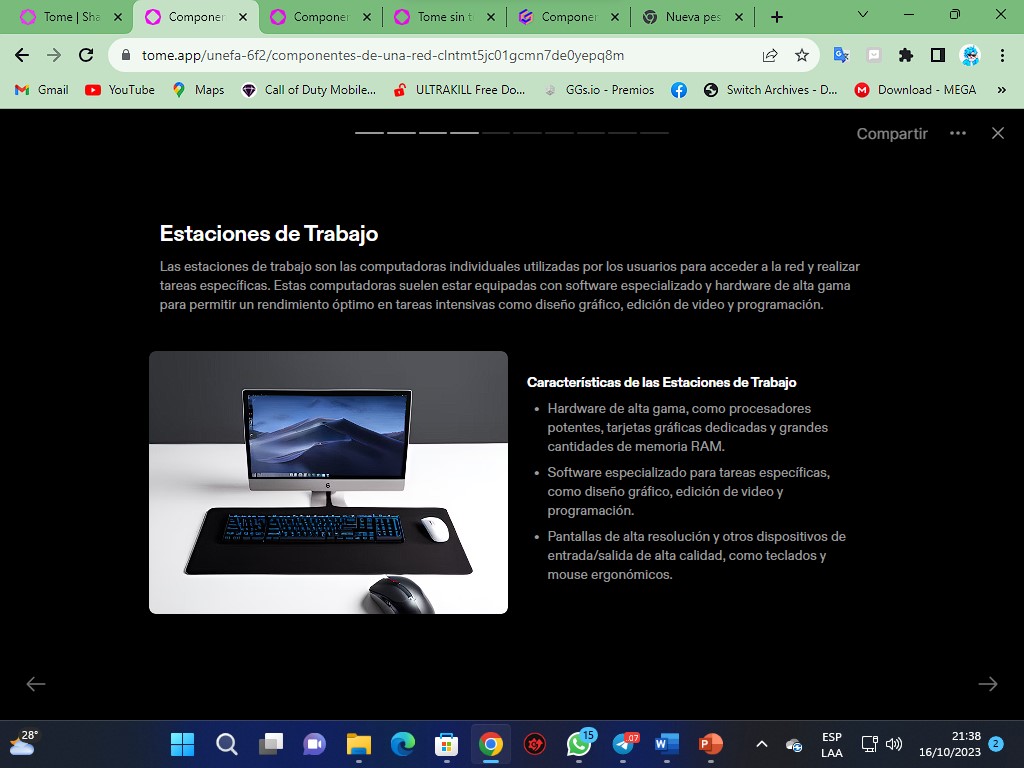 Tome | Sha
Componen
Componen
Tome sin t
Componen
Nueva pes
tome.app/unefa-6f2/componentes-de-una-red-clntmt5jc01gcmn7de0yepq8m
Gmail
YouTube
Maps
Call of Duty Mobile...
ULTRAKILL Free Do...
GGs.io - Premios
Switch Archives - D...
Download - MEGA
»
Compartir
Estaciones de Trabajo
Las estaciones de trabajo son las computadoras individuales utilizadas por los usuarios para acceder a la red y realizar
tareas específicas. Estas computadoras suelen estar equipadas con software especializado y hardware de alta gama
para permitir un rendimiento óptimo en tareas intensivas como diseño gráfico, edición de video y programación.
Características de las Estaciones de Trabajo
• Hardware de alta gama, como procesadores
potentes, tarjetas gráficas dedicadas y grandes
cantidades de memoria RAM.
• Software especializado para tareas específicas,
como diseño gráfico, edición de video y
programación.
• Pantallas de alta resolución y otros dispositivos de
entrada/salida de alta calidad, como teclados y
mouse ergonómicos.
28°
15
07
ESP
LAA
21:38
16/10/2023
2